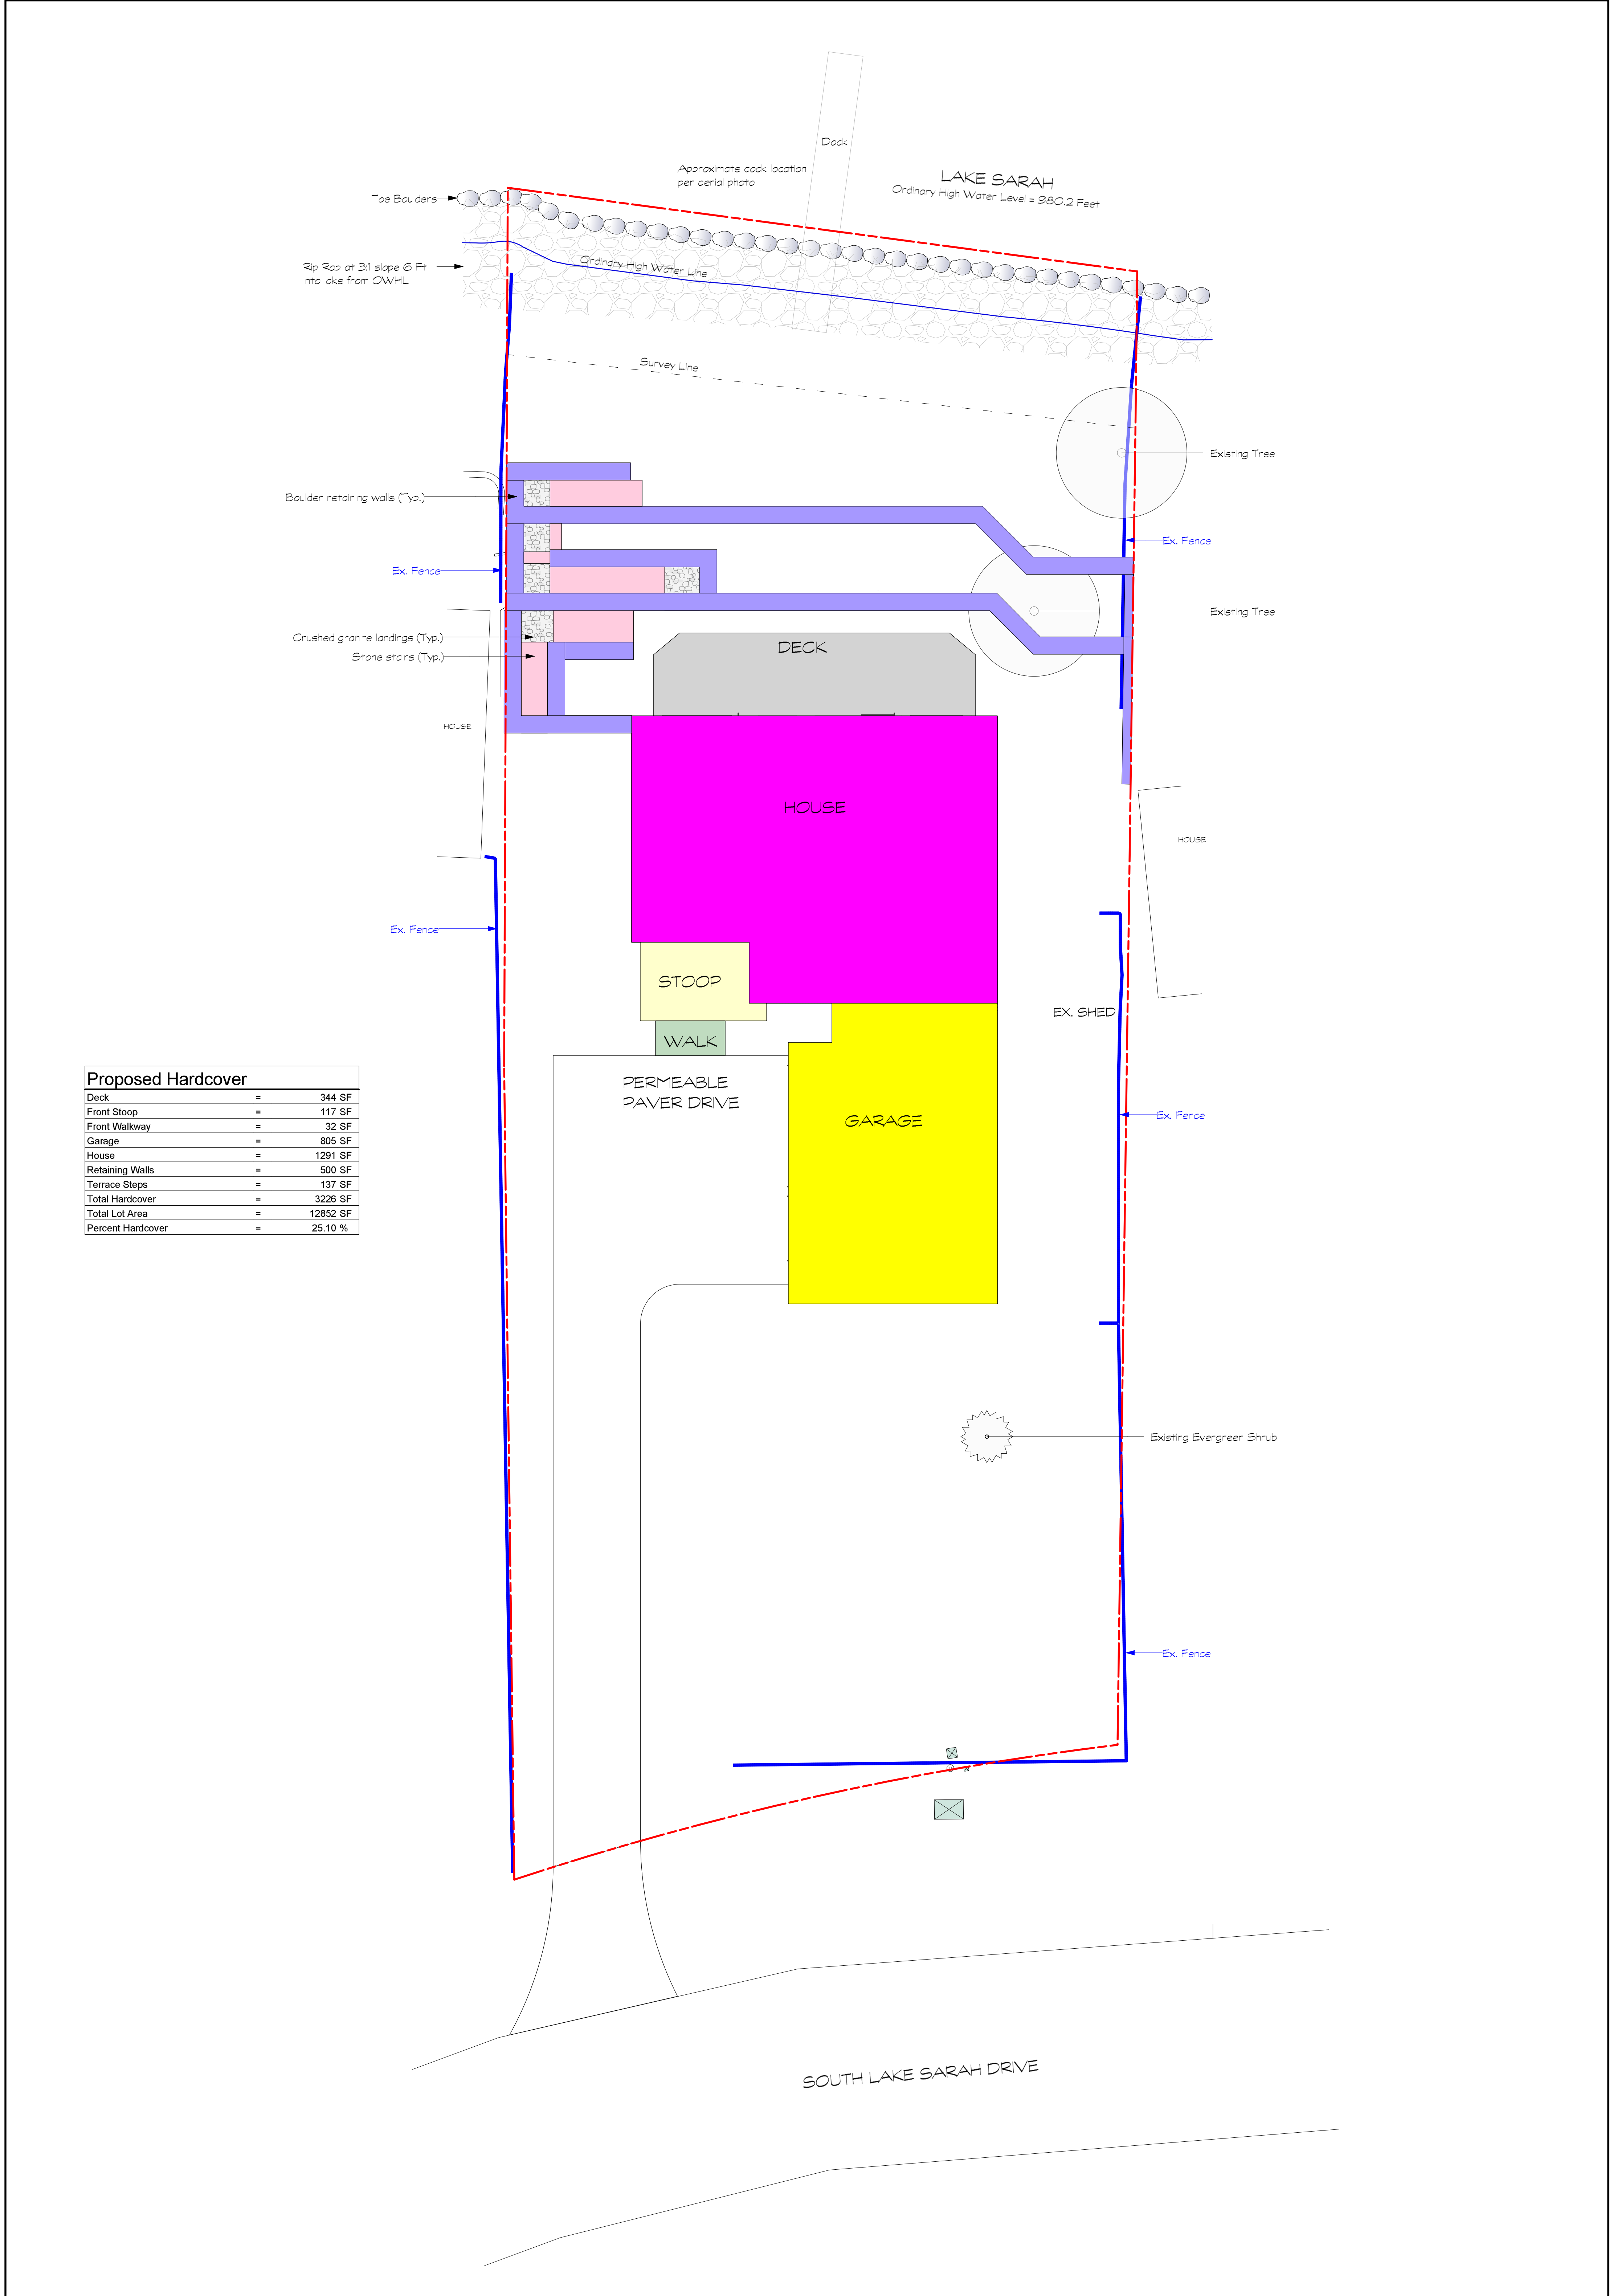 Dock
Approximate dock location
per aerial photo
LAKE SARAH
Ordinary High Water Level = 980.2 Feet
Toe Boulders
Ordinary High Water Line
Rip Rap at 3:1 slope 6 Ft
into lake from OWHL
Survey Line
Existing Tree
Boulder retaining walls (Typ.)
Ex. Fence
Ex. Fence
Existing Tree
Crushed granite landings (Typ.)
Stone stairs (Typ.)
DECK
HOUSE
HOUSE
HOUSE
Ex. Fence
STOOP
EX. SHED
WALK
PERMEABLE
PAVER DRIVE
GARAGE
Ex. Fence
Proposed Hardcover
Deck = 344 SF
Front Stoop = 117 SF
Front Walkway = 32 SF
Garage = 805 SF
House = 1291 SF
Retaining Walls = 500 SF
Terrace Steps = 137 SF
Total Hardcover = 3226 SF
Total Lot Area = 12852 SF
Percent Hardcover = 25.10 %
Existing Evergreen Shrub
Ex. Fence
SOUTH LAKE SARAH DRIVE